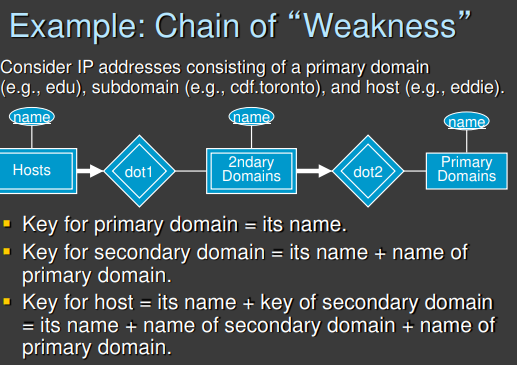 Example: Chain of “Weakness”
Consider IP addresses consisting of a primary domain
(e.g., edu), subdomain (e.g., cdf.toronto), and host (e.g., eddie).
name
name
name
Hosts
dot1
2ndary
Domains
dot2
Primary
Domains
Key for primary domain = its name.
Key for secondary domain = its name + name of
primary domain.
Key for host = its name + key of secondary domain
= its name + name of secondary domain + name of
primary domain.